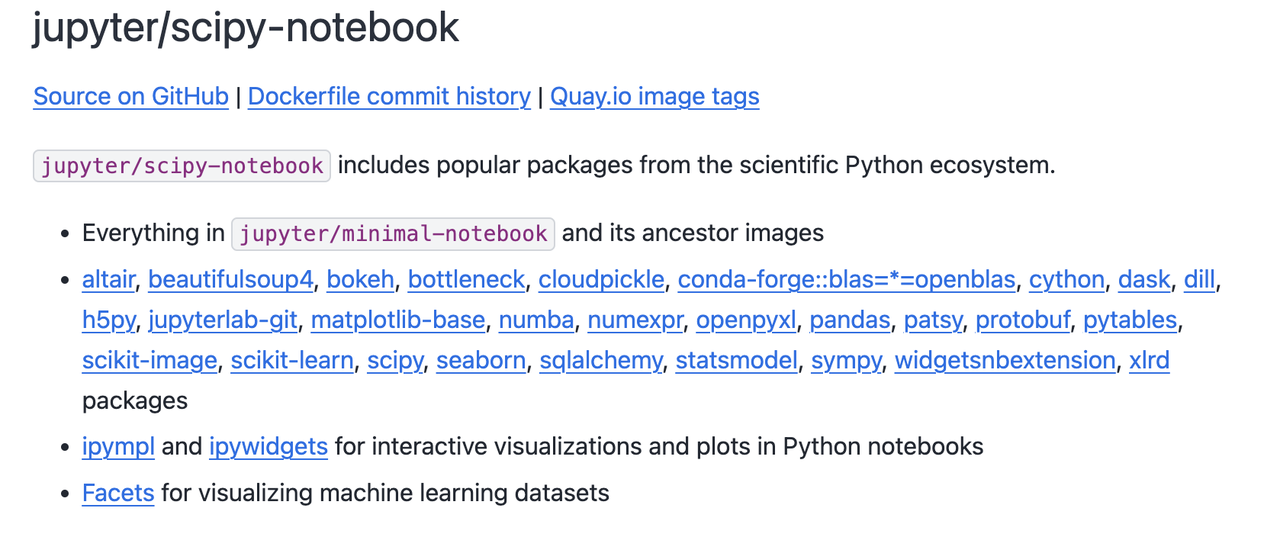 jupyter/scipy-notebook
Source on GitHub | Dockerfile commit history | Quay.io image tags
jupyter/scipy-notebook includes popular packages from the scientific Python ecosystem.
• Everything in jupyter/minimal-notebook and its ancestor images
• altair, beautifulsoup4, bokeh, bottleneck, cloudpickle, conda-forge::blas=*=openblas, cython, dask, dill,
h5py, jupyterlab-git, matplotlib-base, numba, numexpr, openpyxl, pandas, patsy, protobuf, pytables,
scikit-image, scikit-learn, scipy, seaborn, sqlalchemy, statsmodel, sympy, widgetsnbextension, xlrd
packages
• ipympl and ipywidgets for interactive visualizations and plots in Python notebooks
• Facets for visualizing machine learning datasets